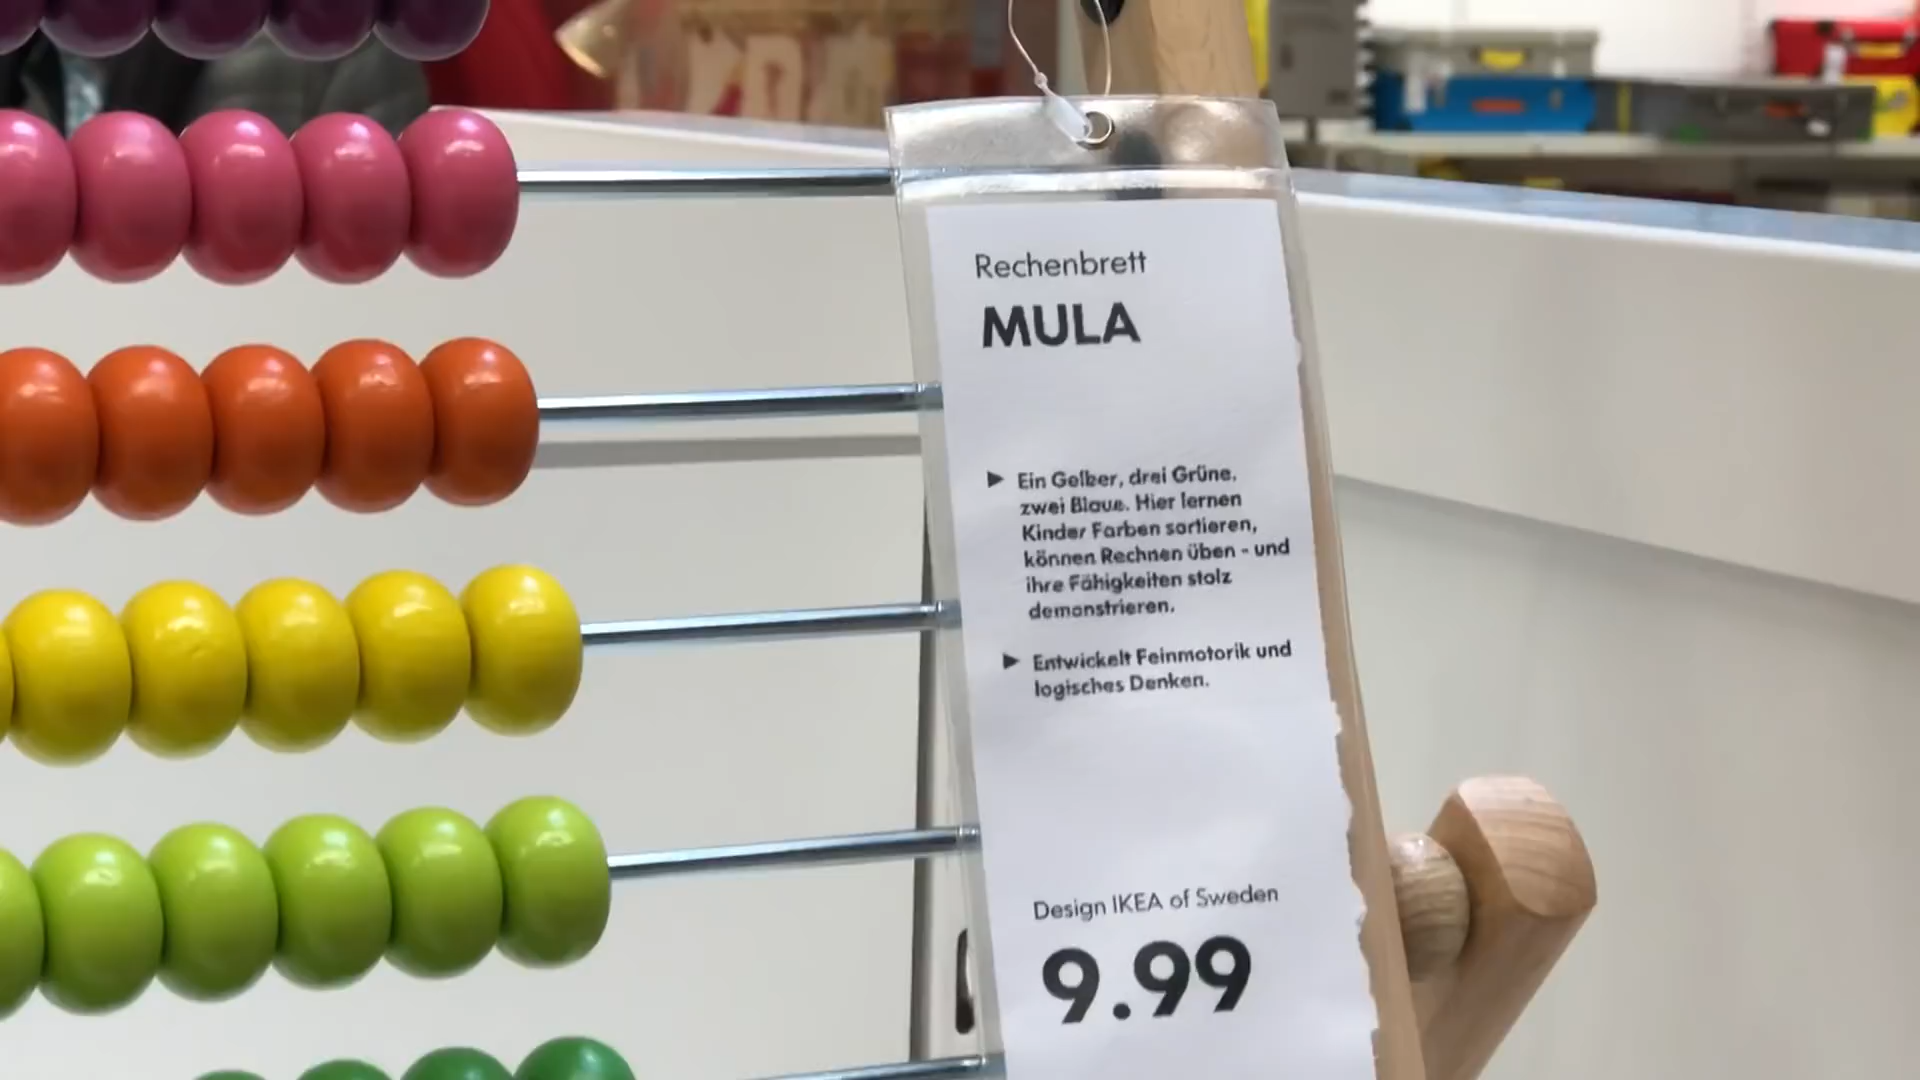 Rechenbrett
MULA
Ein Gelber, drei Grüne,
zwei Blaue. Hier lernen
Kinder Farben sortieren,
können Rechnen üben - und
ihre Fähigkeiten stolz
demonstrieren.
Entwickelt Feinmotorik und
logisches Denken.
Design IKEA of Sweden
9.99